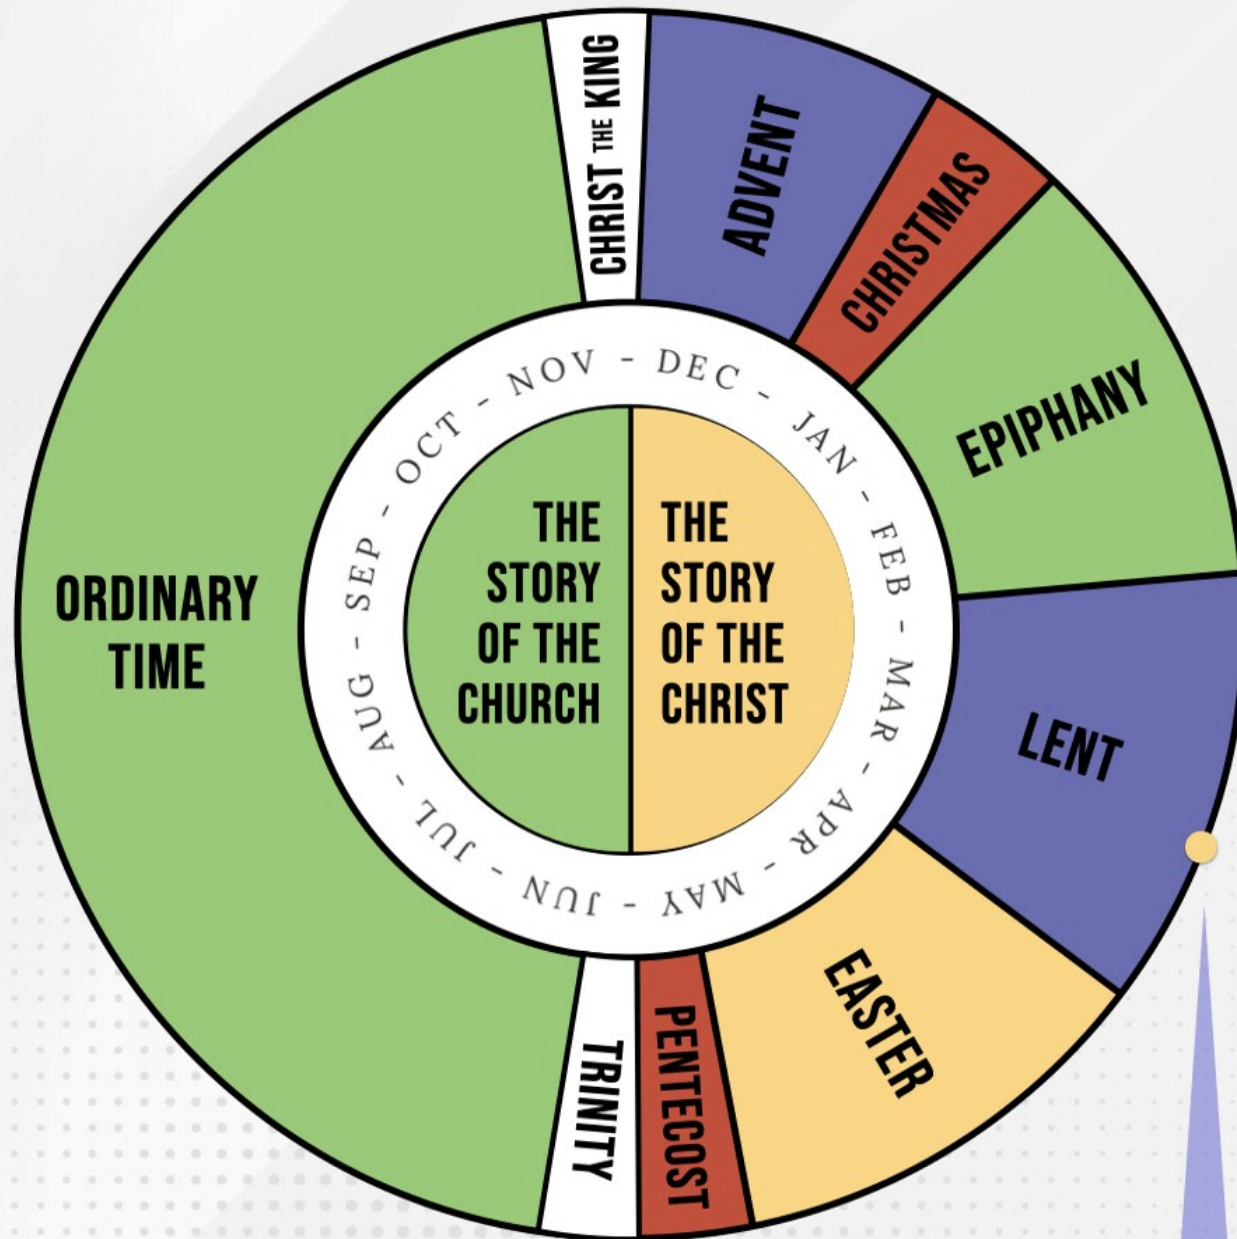 CHRIST THE KING
ADVENT
CHRISTMAS
EPIPHANY
LENT
EASTER
PENTECOST
TRINITY
ORDINARY
TIME
NOV - DEC - JAN - FEB - MAR - APR - MAY - JUN - JUL - AUG - SEP - OCT -
THE
STORY
OF THE
CHURCH
THE
STORY
OF THE
CHRIST